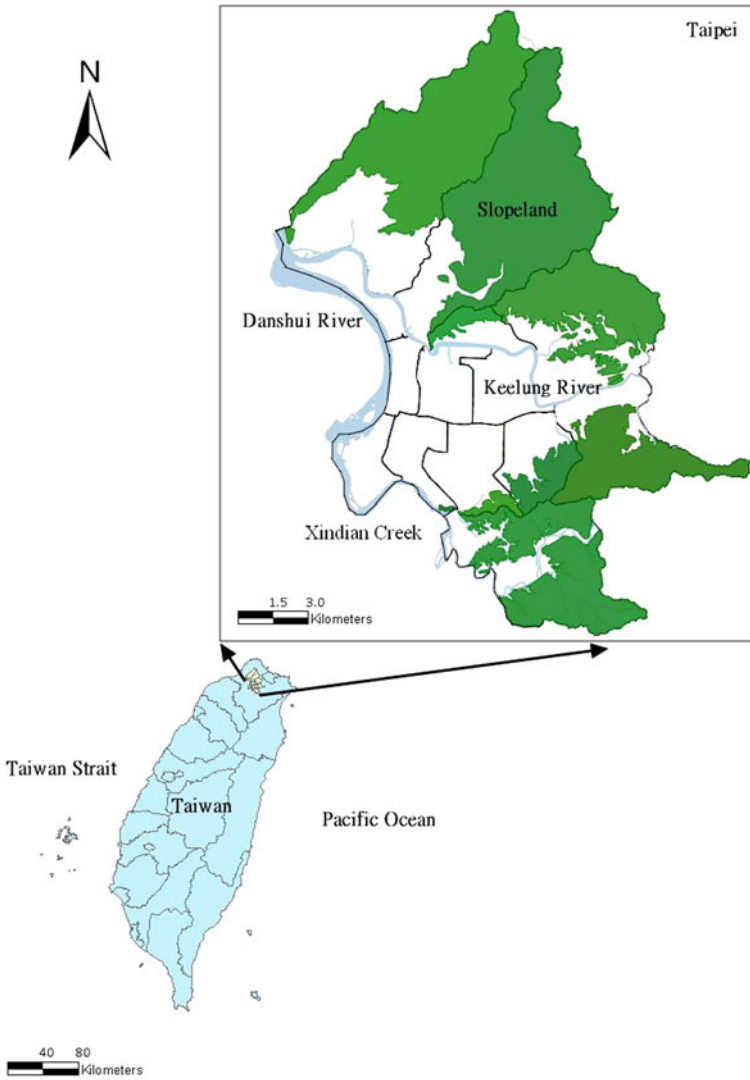 Taipei
N
Slopeland
Danshui River
Keelung River
Xindian Creek
1.5 3.0
Kilometers
Taiwan Strait
Taiwan
Pacific Ocean
40 80
Kilometers